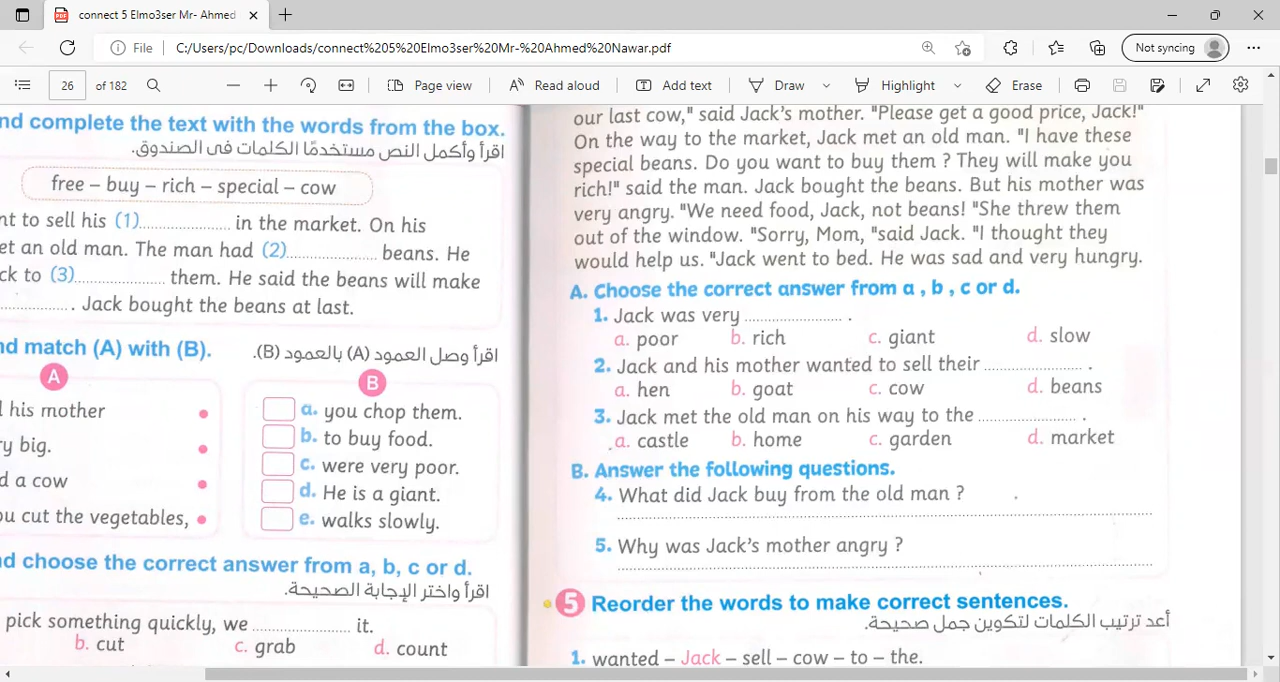 connect 5 Elmo3ser Mr- Ahmed
File
C:/Users/pc/Downloads/connect%205%20Elmo3ser%20Mr-%20Ahmed%20Nawar.pdf
Not syncing
26 of 182
Page view
Read aloud
Add text
Draw
Highlight
Erase
nd complete the text with the words from the box.
اقرأ وأكمل النص مستخدمًا الكلمات فى الصندوق.
free – buy – rich – special – cow
nt to sell his (1) .................... in the market. On his
et an old man. The man had (2) .................... beans. He
ck to (3) .................... them. He said the beans will make
.................... . Jack bought the beans at last.
nd match (A) with (B).
اقرأ وصل العمود (A) بالعمود (B).
A
B
l his mother
y big.
d a cow
ou cut the vegetables,
a. you chop them.
b. to buy food.
c. were very poor.
d. He is a giant.
e. walks slowly.
d choose the correct answer from a, b, c or d.
اقرأ واختر الإجابة الصحيحة.
pick something quickly, we .................... it.
b. cut c. grab d. count
our last cow," said Jack's mother. "Please get a good price, Jack!"
On the way to the market, Jack met an old man. "I have these
special beans. Do you want to buy them ? They will make you
rich!" said the man. Jack bought the beans. But his mother was
very angry. "We need food, Jack, not beans! "She threw them
out of the window. "Sorry, Mom, "said Jack. "I thought they
would help us. "Jack went to bed. He was sad and very hungry.
A. Choose the correct answer from a , b , c or d.
1. Jack was very .................... .
a. poor b. rich c. giant d. slow
2. Jack and his mother wanted to sell their .................... .
a. hen b. goat c. cow d. beans
3. Jack met the old man on his way to the .................... .
a. castle b. home c. garden d. market
B. Answer the following questions.
4. What did Jack buy from the old man ?
5. Why was Jack's mother angry ?
5 Reorder the words to make correct sentences.
أعد ترتيب الكلمات لتكوين جمل صحيحة.
1. wanted – Jack – sell – cow – to – the.